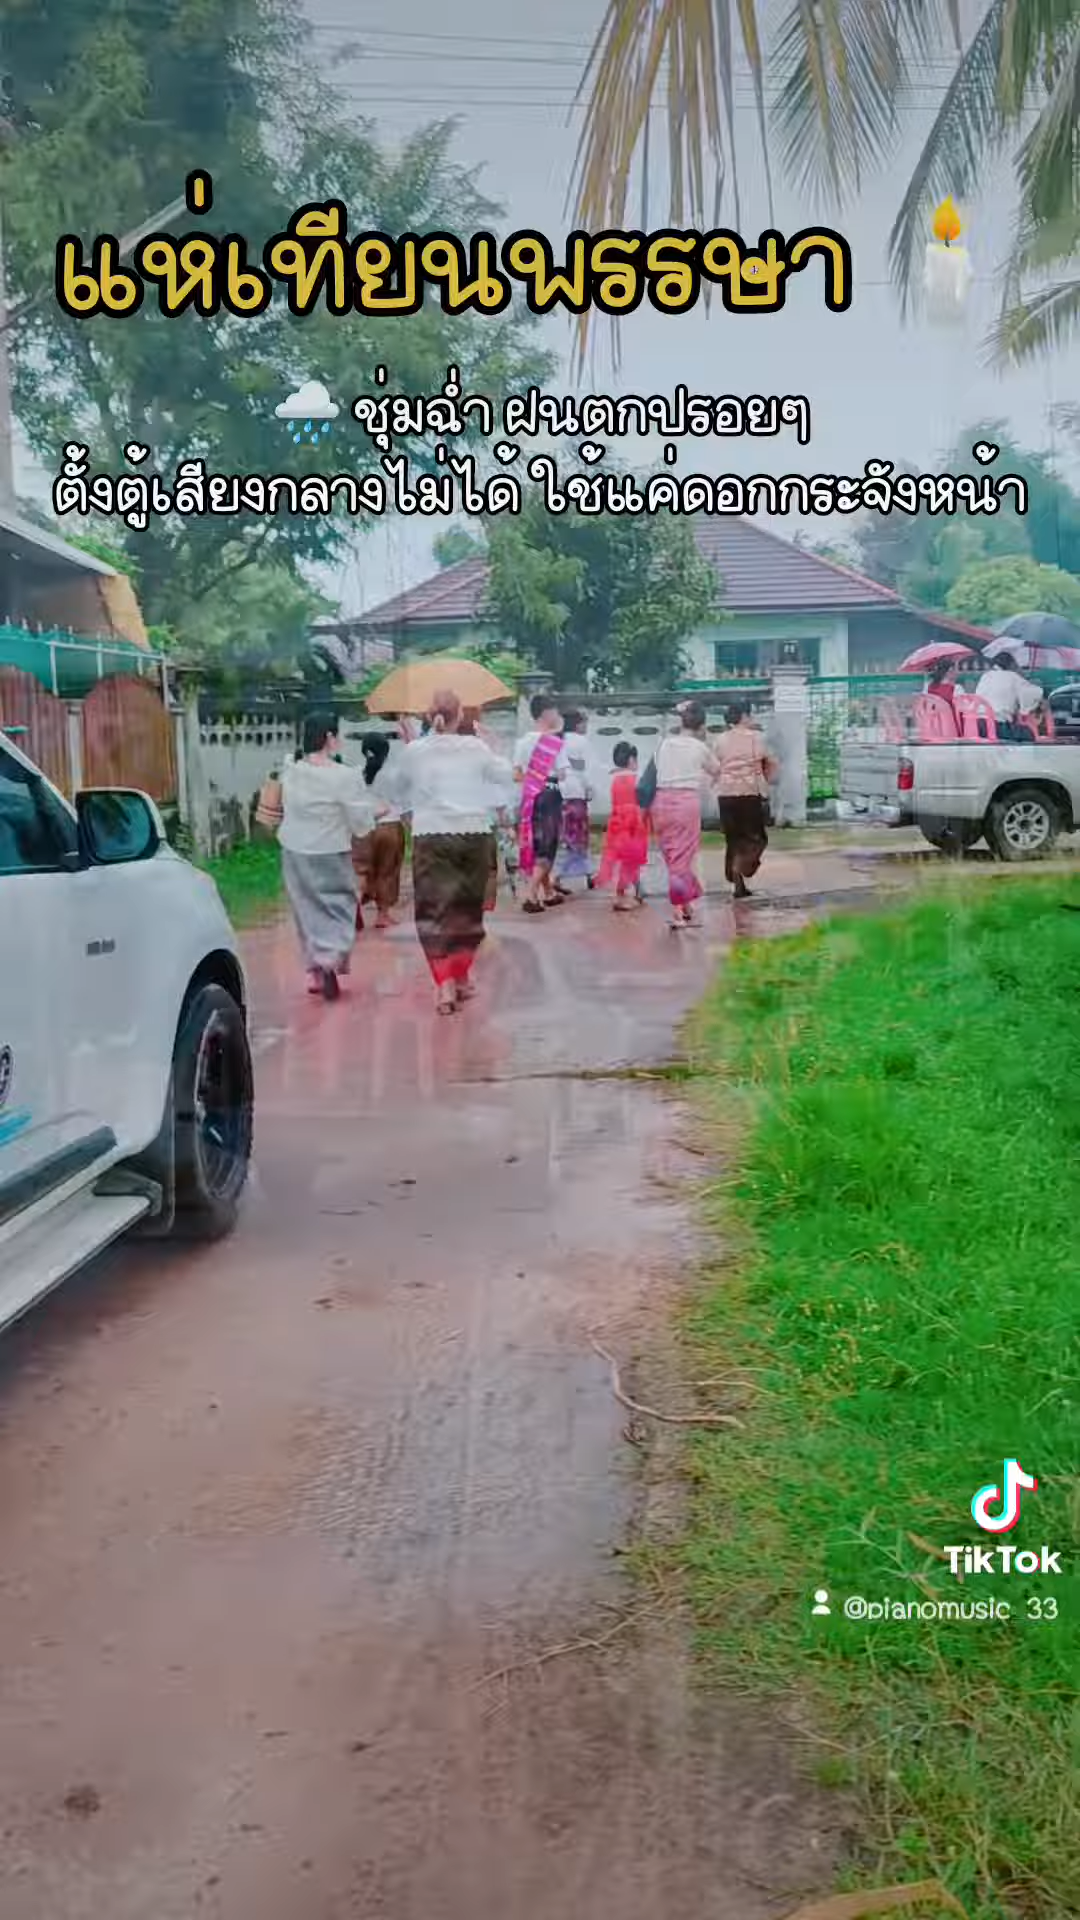 แห่เทียนพรรษา
ชุ่มฉ่ำ ฝนตกปรอยๆ
ตั้งตู้เสียงกลางไม่ได้ ใช้แค่ดอกกระจังหน้า
TikTok
@pianomusic_33